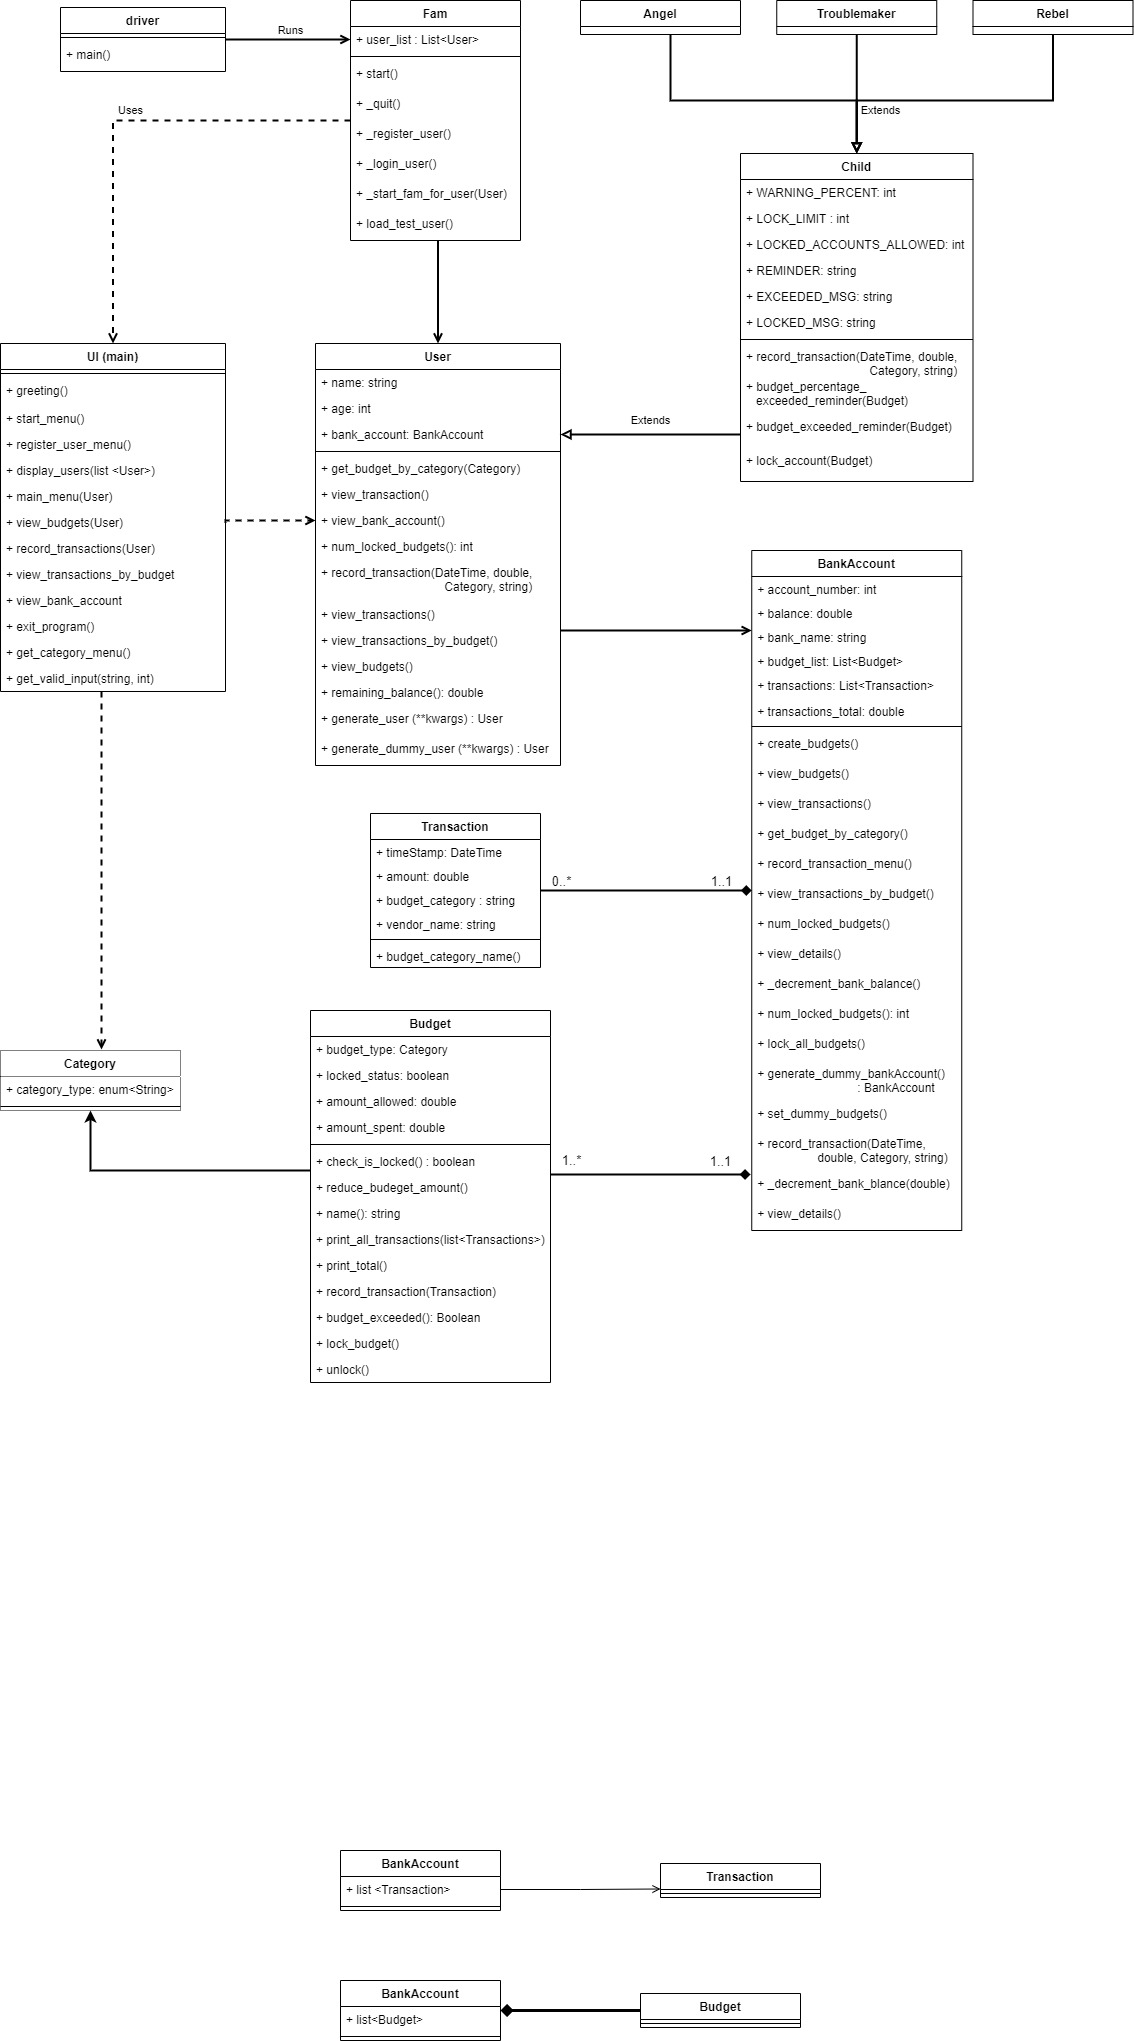 driver
+ main()
Runs
Fam
+ user_list : List<User>
+ start()
+ _quit()
+ _register_user()
+ _login_user()
+ _start_fam_for_user(User)
+ load_test_user()
Uses
Angel
Troublemaker
Rebel
Extends
Child
+ WARNING_PERCENT: int
+ LOCK_LIMIT : int
+ LOCKED_ACCOUNTS_ALLOWED: int
+ REMINDER: string
+ EXCEEDED_MSG: string
+ LOCKED_MSG: string
+ record_transaction(DateTime, double,
Category, string)
+ budget_percentage_
exceeded_reminder(Budget)
+ budget_exceeded_reminder(Budget)
+ lock_account(Budget)
UI (main)
+ greeting()
+ start_menu()
+ register_user_menu()
+ display_users(list <User>)
+ main_menu(User)
+ view_budgets(User)
+ record_transactions(User)
+ view_transactions_by_budget
+ view_bank_account
+ exit_program()
+ get_category_menu()
+ get_valid_input(string, int)
User
+ name: string
+ age: int
+ bank_account: BankAccount
+ get_budget_by_category(Category)
+ view_transaction()
+ view_bank_account()
+ num_locked_budgets(): int
+ record_transaction(DateTime, double,
Category, string)
+ view_transactions()
+ view_transactions_by_budget()
+ view_budgets()
+ remaining_balance(): double
+ generate_user (**kwargs) : User
+ generate_dummy_user (**kwargs) : User
Extends
BankAccount
+ account_number: int
+ balance: double
+ bank_name: string
+ budget_list: List<Budget>
+ transactions: List<Transaction>
+ transactions_total: double
+ create_budgets()
+ view_budgets()
+ view_transactions()
+ get_budget_by_category()
+ record_transaction_menu()
+ view_transactions_by_budget()
+ num_locked_budgets()
+ view_details()
+ _decrement_bank_balance()
+ num_locked_budgets(): int
+ lock_all_budgets()
+ generate_dummy_bankAccount()
: BankAccount
+ set_dummy_budgets()
+ record_transaction(DateTime,
double, Category, string)
+ _decrement_bank_blance(double)
+ view_details()
Transaction
+ timeStamp: DateTime
+ amount: double
+ budget_category : string
+ vendor_name: string
+ budget_category_name()
0..*
1..1
Category
+ category_type: enum<String>
Budget
+ budget_type: Category
+ locked_status: boolean
+ amount_allowed: double
+ amount_spent: double
+ check_is_locked() : boolean
+ reduce_budeget_amount()
+ name(): string
+ print_all_transactions(list<Transactions>)
+ print_total()
+ record_transaction(Transaction)
+ budget_exceeded(): Boolean
+ lock_budget()
+ unlock()
1..*
1..1
BankAccount
+ list <Transaction>
Transaction
BankAccount
+ list<Budget>
Budget